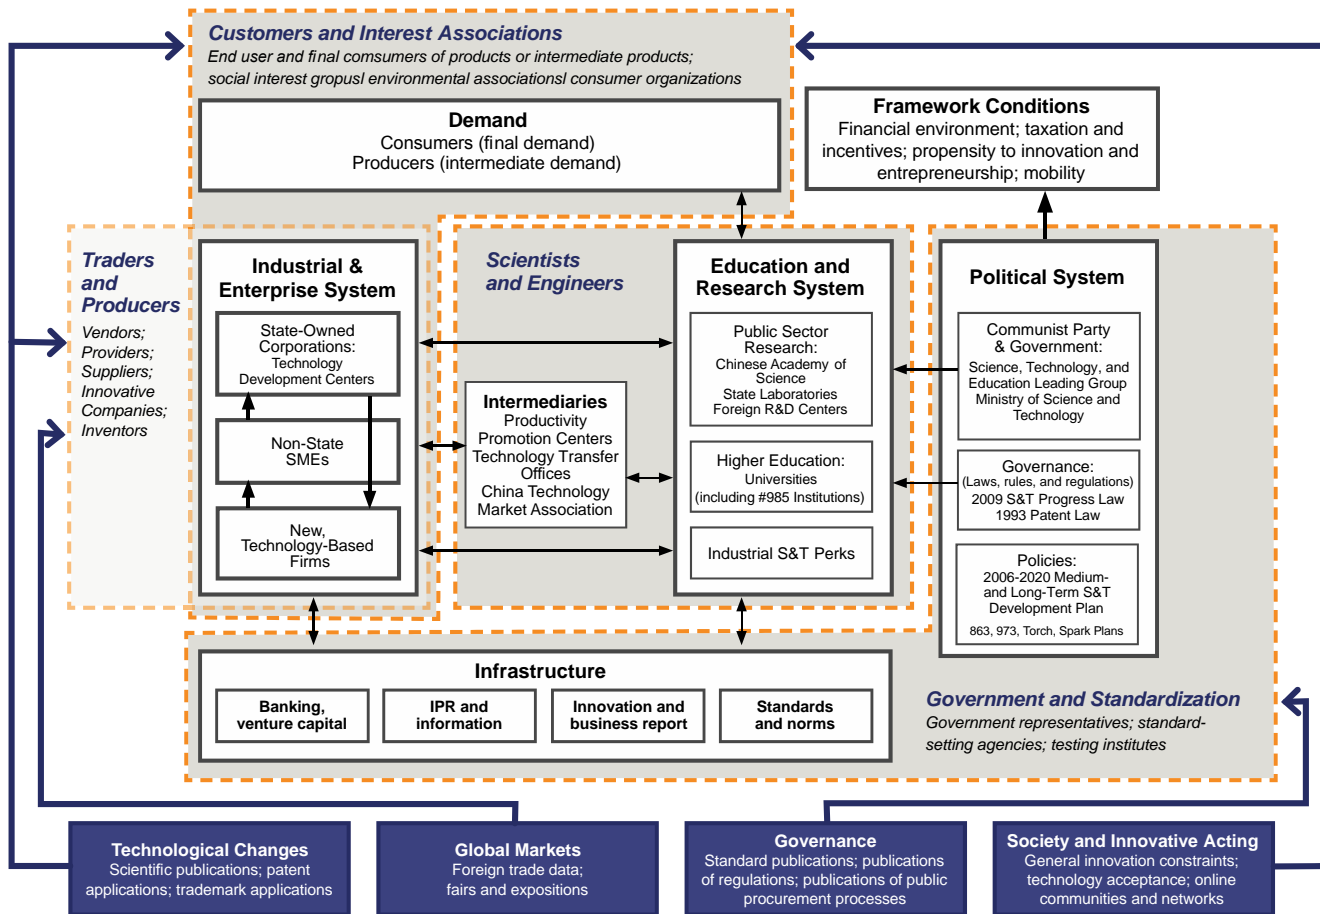 Customers and Interest Associations
End user and final comsumers of products or intermediate products;
social interest gropusl environmental associationsl consumer organizations
Demand
Consumers (final demand)
Producers (intermediate demand)
Framework Conditions
Financial environment; taxation and
incentives; propensity to innovation and
entrepreneurship; mobility
Traders
and
Producers
Vendors;
Providers;
Suppliers;
Innovative
Companies;
Inventors
Industrial &
Enterprise System
State-Owned
Corporations:
Technology
Development Centers
Non-State
SMEs
New,
Technology-Based
Firms
Scientists
and Engineers
Intermediaries
Productivity
Promotion Centers
Technology Transfer
Offices
China Technology
Market Association
Education and
Research System
Public Sector
Research:
Chinese Academy of
Science
State Laboratories
Foreign R&D Centers
Higher Education:
Universities
(including #985 Institutions)
Industrial S&T Perks
Political System
Communist Party
& Government:
Science, Technology, and
Education Leading Group
Ministry of Science and
Technology
Governance:
(Laws, rules, and regulations)
2009 S&T Progress Law
1993 Patent Law
Policies:
2006-2020 Medium-
and Long-Term S&T
Development Plan
863, 973, Torch, Spark Plans
Infrastructure
Banking,
venture capital
IPR and
information
Innovation and
business report
Standards
and norms
Government and Standardization
Government representatives; standard-
setting agencies; testing institutes
Technological Changes
Scientific publications; patent
applications; trademark applications
Global Markets
Foreign trade data;
fairs and expositions
Governance
Standard publications; publications
of regulations; publications of public
procurement processes
Society and Innovative Acting
General innovation constraints;
technology acceptance; online
communities and networks